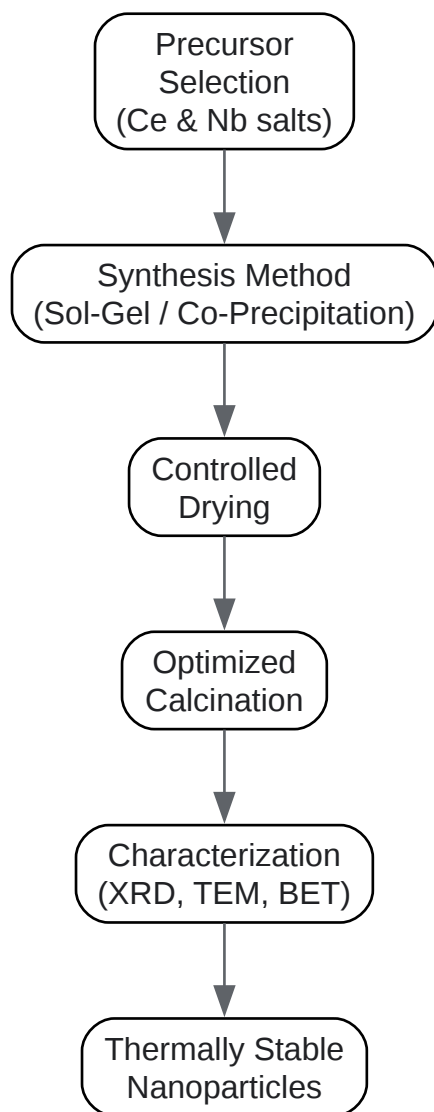 Precursor
Selection
(Ce & Nb salts)
Synthesis Method
(Sol-Gel / Co-Precipitation)
Controlled
Drying
Optimized
Calcination
Characterization
(XRD, TEM, BET)
Thermally Stable
Nanoparticles